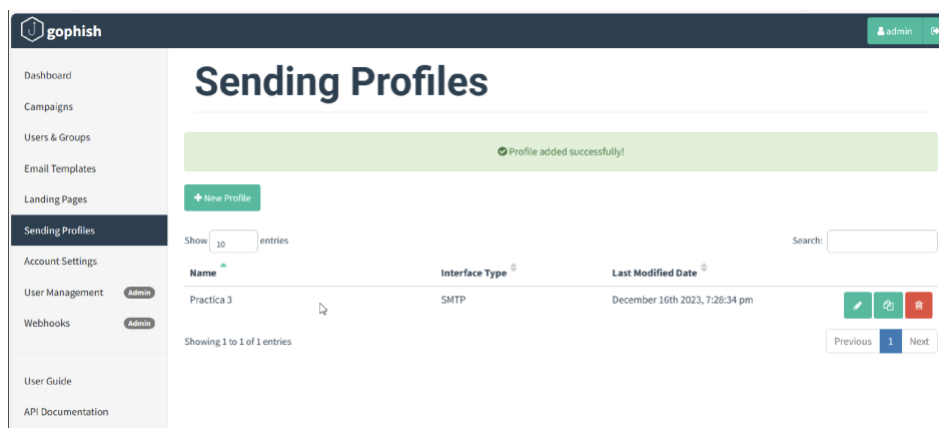 gophish
admin
Dashboard
Campaigns
Users & Groups
Email Templates
Landing Pages
Sending Profiles
Account Settings
User Management Admin
Webhooks Admin
User Guide
API Documentation
Sending Profiles
Profile added successfully!
New Profile
Show 10 entries
Search:
Name Interface Type Last Modified Date
Practica 3 SMTP December 16th 2023, 7:28:34 pm
Showing 1 to 1 of 1 entries
Previous 1 Next